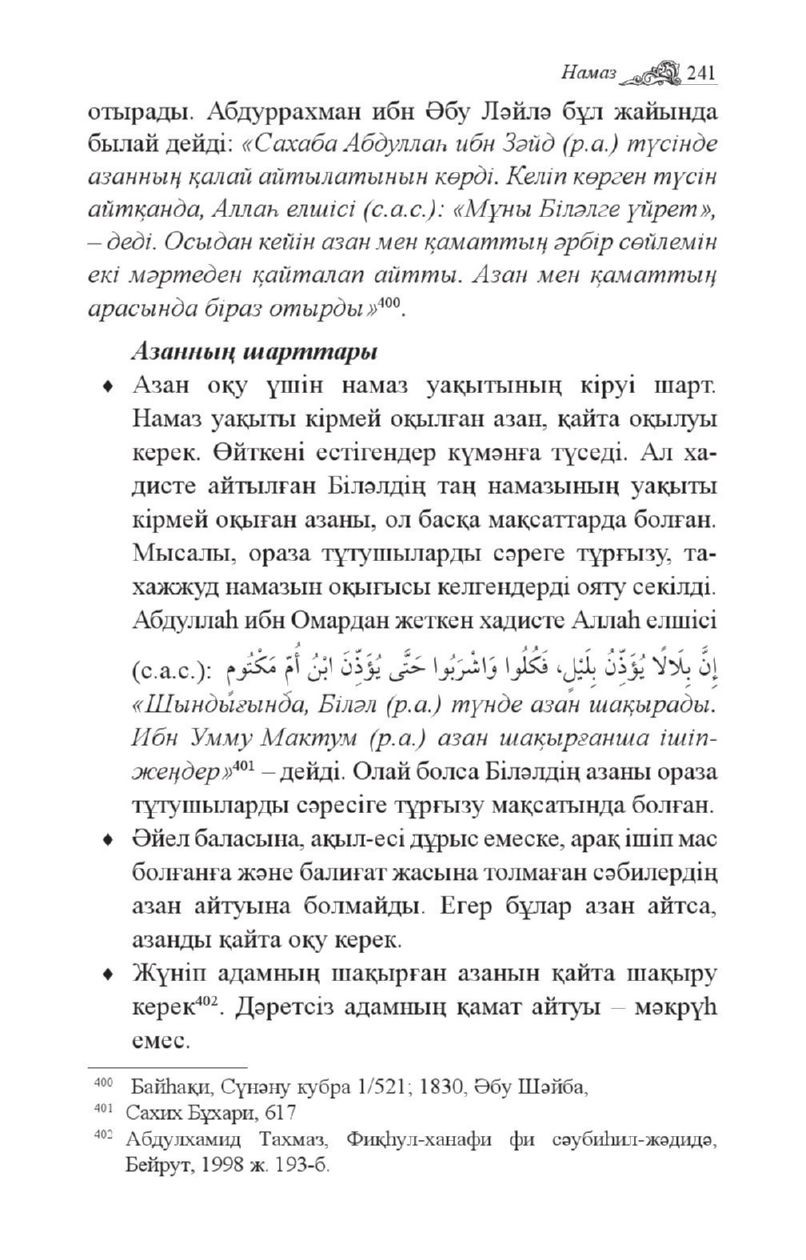 Намаз 241
отырады. Абдуррахман ибн Әбу Ләйлә бұл жайында
былай дейді: «Сахаба Абдуллаһ ибн Зәйд (р.а.) түсінде
азанның қалай айтылатынын көрді. Келіп көрген түсін
айтқанда, Аллаһ елшісі (с.а.с.): «Мұны Біләлге үйрет»,
– деді. Осыдан кейін азан мен қаматтың әрбір сөйлемін
екі мәртеден қайталап айтты. Азан мен қаматтың
арасында біраз отырды»⁴⁰⁰.
Азанның шарттары
♦ Азан оқу үшін намаз уақытының кіруі шарт.
Намаз уақыты кірмей оқылған азан, қайта оқылуы
керек. Өйткені естігендер күмәнға түседі. Ал ха-
дисте айтылған Біләлдің таң намазының уақыты
кірмей оқыған азаны, ол басқа мақсаттарда болған.
Мысалы, ораза тұтушыларды сәреге тұрғызу, та-
хажжуд намазын оқығысы келгендерді ояту секілді.
Абдуллаһ ибн Омардан жеткен хадисте Аллаһ елшісі
(с.а.с.): إِنَّ بِلَالًا يُؤَذِّنُ بِلَيْلٍ، فَكُلُوا وَاشْرَبُوا حَتَّى يُؤَذِّنَ ابْنُ أُمِّ مَكْتُومٍ
«Шындығында, Біләл (р.а.) түнде азан шақырады.
Ибн Умму Мактум (р.а.) азан шақырғанша ішіп-
жеңдер»⁴⁰¹ – дейді. Олай болса Біләлдің азаны ораза
тұтушыларды сәресіге тұрғызу мақсатында болған.
♦ Әйел баласына, ақыл-есі дұрыс емеске, арақ ішіп мас
болғанға және балиғат жасына толмаған сәбилердің
азан айтуына болмайды. Егер бұлар азан айтса,
азанды қайта оқу керек.
♦ Жүніп адамның шақырған азанын қайта шақыру
керек⁴⁰². Дәретсіз адамның қамат айтуы – мәкрүһ
емес.
⁴⁰⁰ Байһақи, Сүнәну кубра 1/521; 1830, Әбу Шәйба,
⁴⁰¹ Сахих Бұхари, 617
⁴⁰² Абдулхамид Тахмаз, Фиқһул-ханафи фи сәубиһил-жәдидә,
Бейрут, 1998 ж. 193-б.